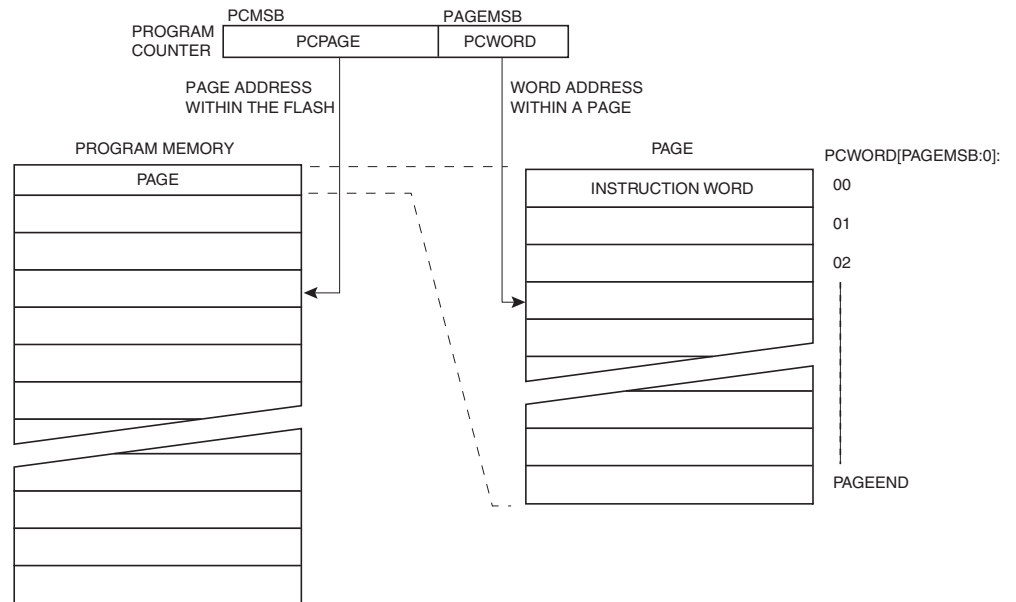 PCMSB PAGEMSB
PROGRAM
COUNTER
PCPAGE PCWORD
PAGE ADDRESS
WITHIN THE FLASH
WORD ADDRESS
WITHIN A PAGE
PROGRAM MEMORY
PAGE
PAGE
INSTRUCTION WORD
PCWORD[PAGEMSB:0]:
00
01
02
PAGEEND